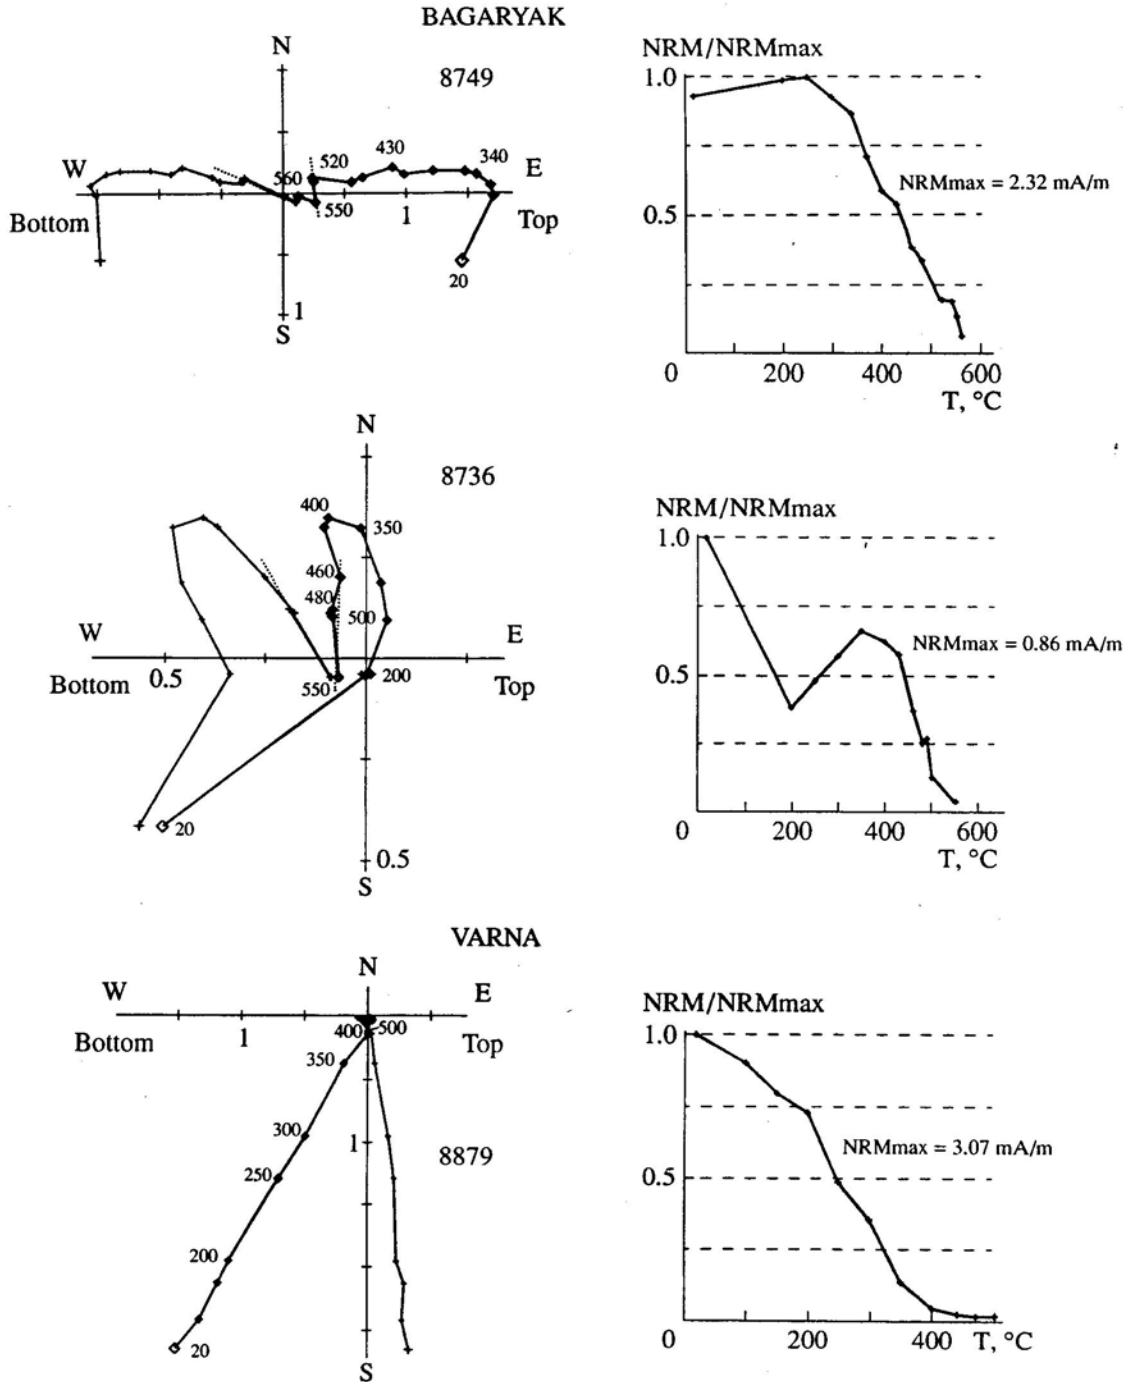 BAGARYAK
N
8749
W
E
430
340
520
560
550
Bottom
1
Top
20
1
S
NRM/NRMmax
1.0
NRMmax = 2.32 mA/m
0.5
0
200
400
600
T, °C
N
8736
400
350
460
480
500
W
E
Bottom
0.5
550
200
Top
20
0.5
S
NRM/NRMmax
1.0
NRMmax = 0.86 mA/m
0.5
0
200
400
600
T, °C
VARNA
N
W
E
Bottom
1
400
500
Top
350
300
1
250
8879
200
20
S
NRM/NRMmax
1.0
NRMmax = 3.07 mA/m
0.5
0
200
400
T, °C